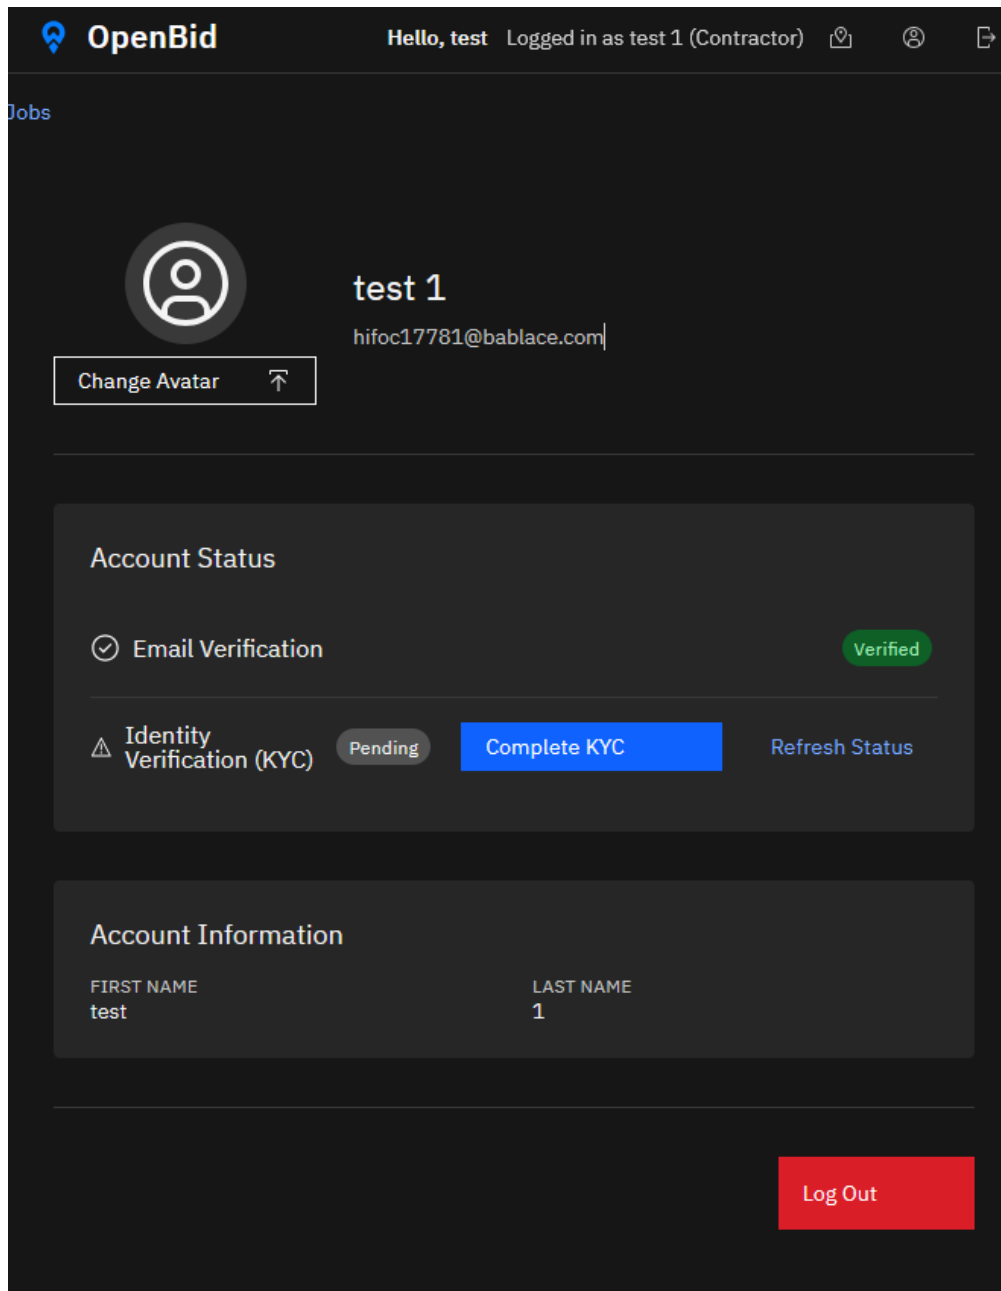 OpenBid
Hello, test Logged in as test 1 (Contractor)
Jobs
test 1
hifoc17781@bablace.com
Change Avatar
Account Status
Email Verification
Verified
Identity
Verification (KYC)
Pending
Complete KYC
Refresh Status
Account Information
FIRST NAME
test
LAST NAME
1
Log Out